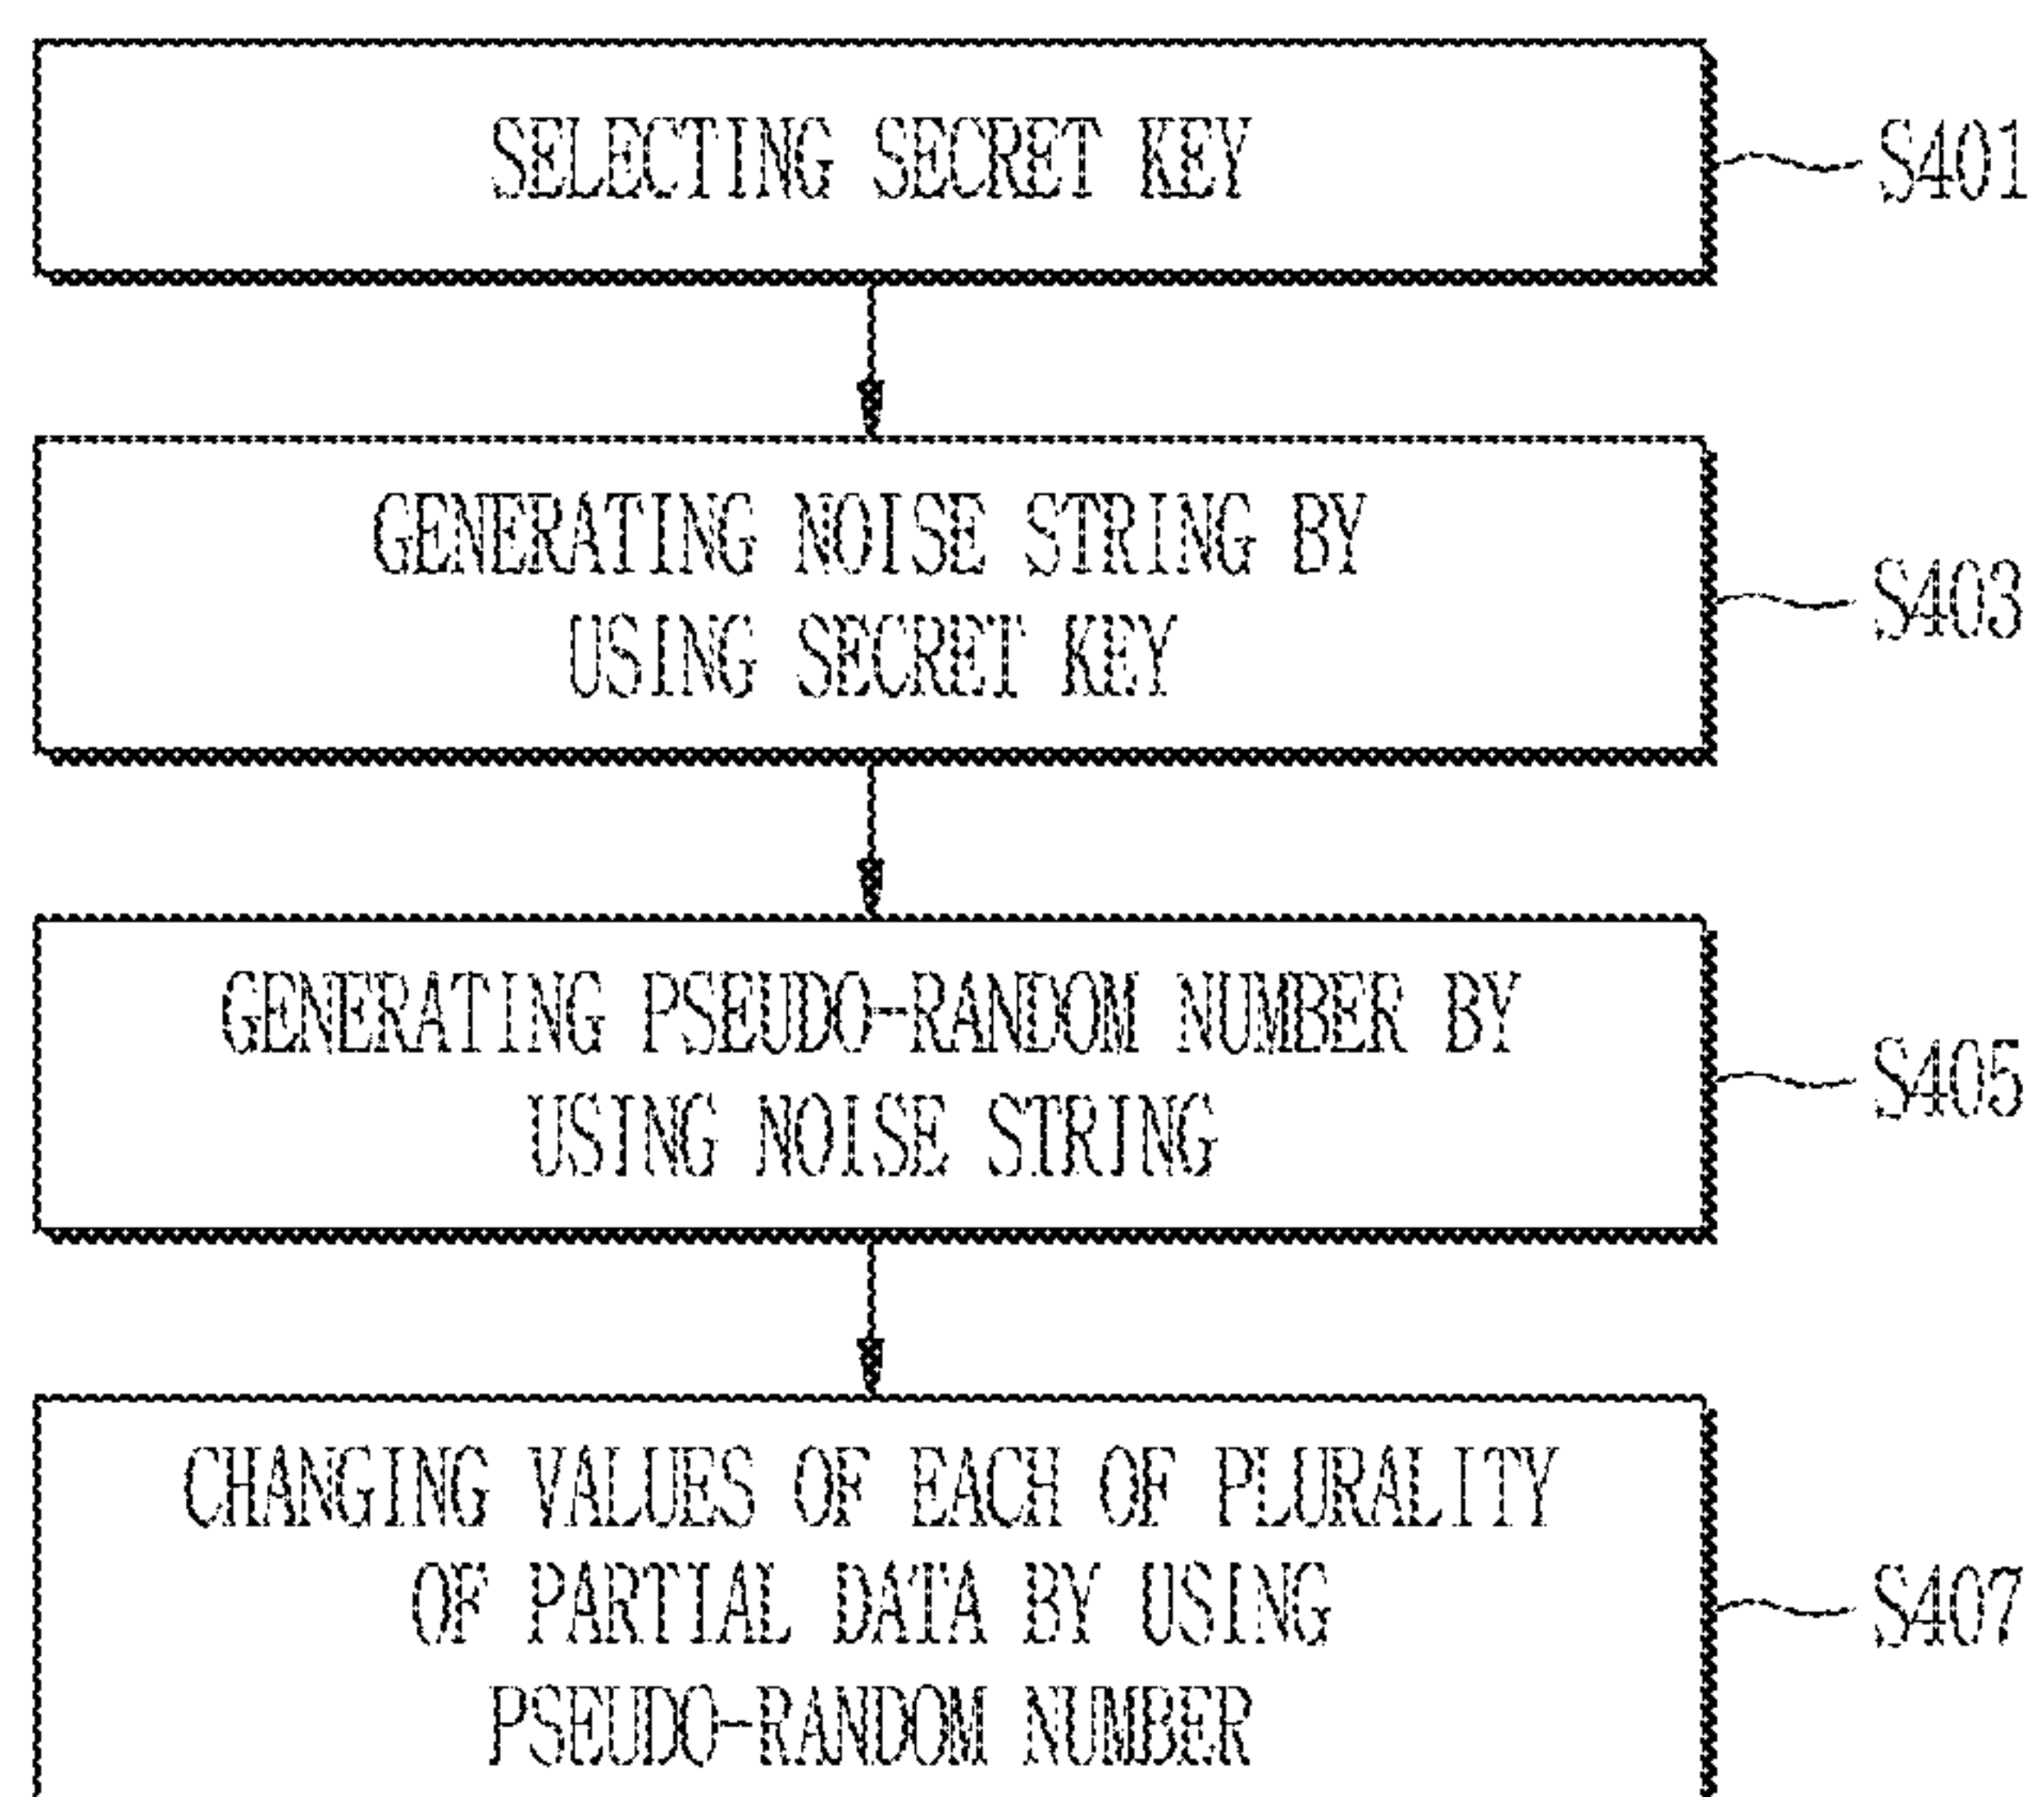 SELECTING SECRET KEY
S401
GENERATING NOISE STRING BY
USING SECRET KEY
S403
GENERATING PSEUDO-RANDOM NUMBER BY
USING NOISE STRING
S405
CHANGING VALUES OF EACH OF PLURALITY
OF PARTIAL DATA BY USING
PSEUDO-RANDOM NUMBER
S407